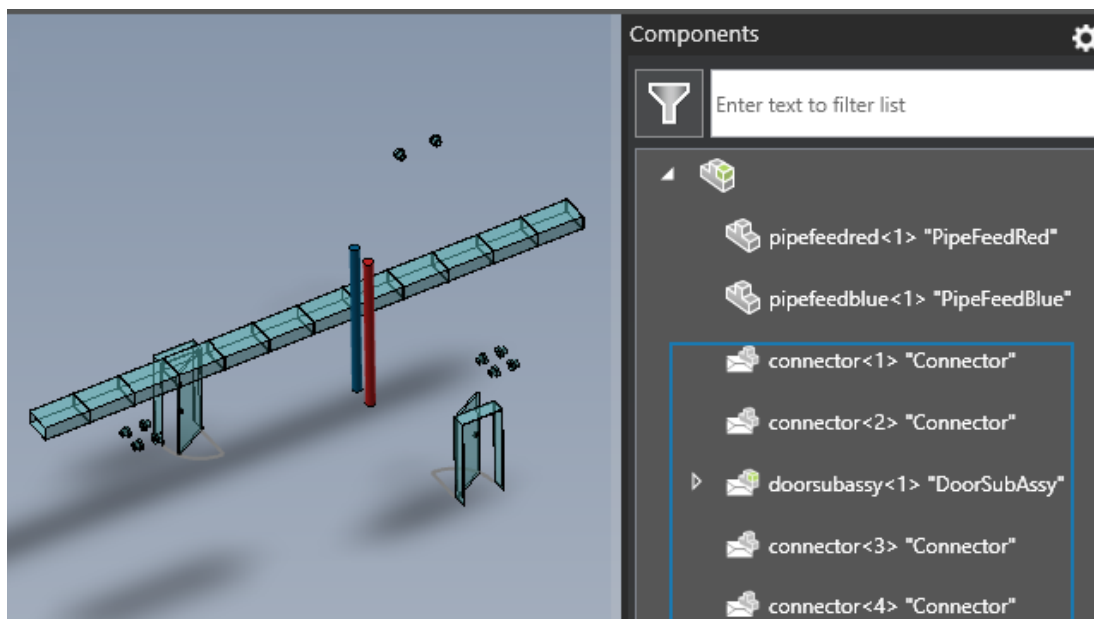 Components
Enter text to filter list
pipefeedred<1> "PipeFeedRed"
pipefeedblue<1> "PipeFeedBlue"
connector<1> "Connector"
connector<2> "Connector"
doorsubassy<1> "DoorSubAssy"
connector<3> "Connector"
connector<4> "Connector"